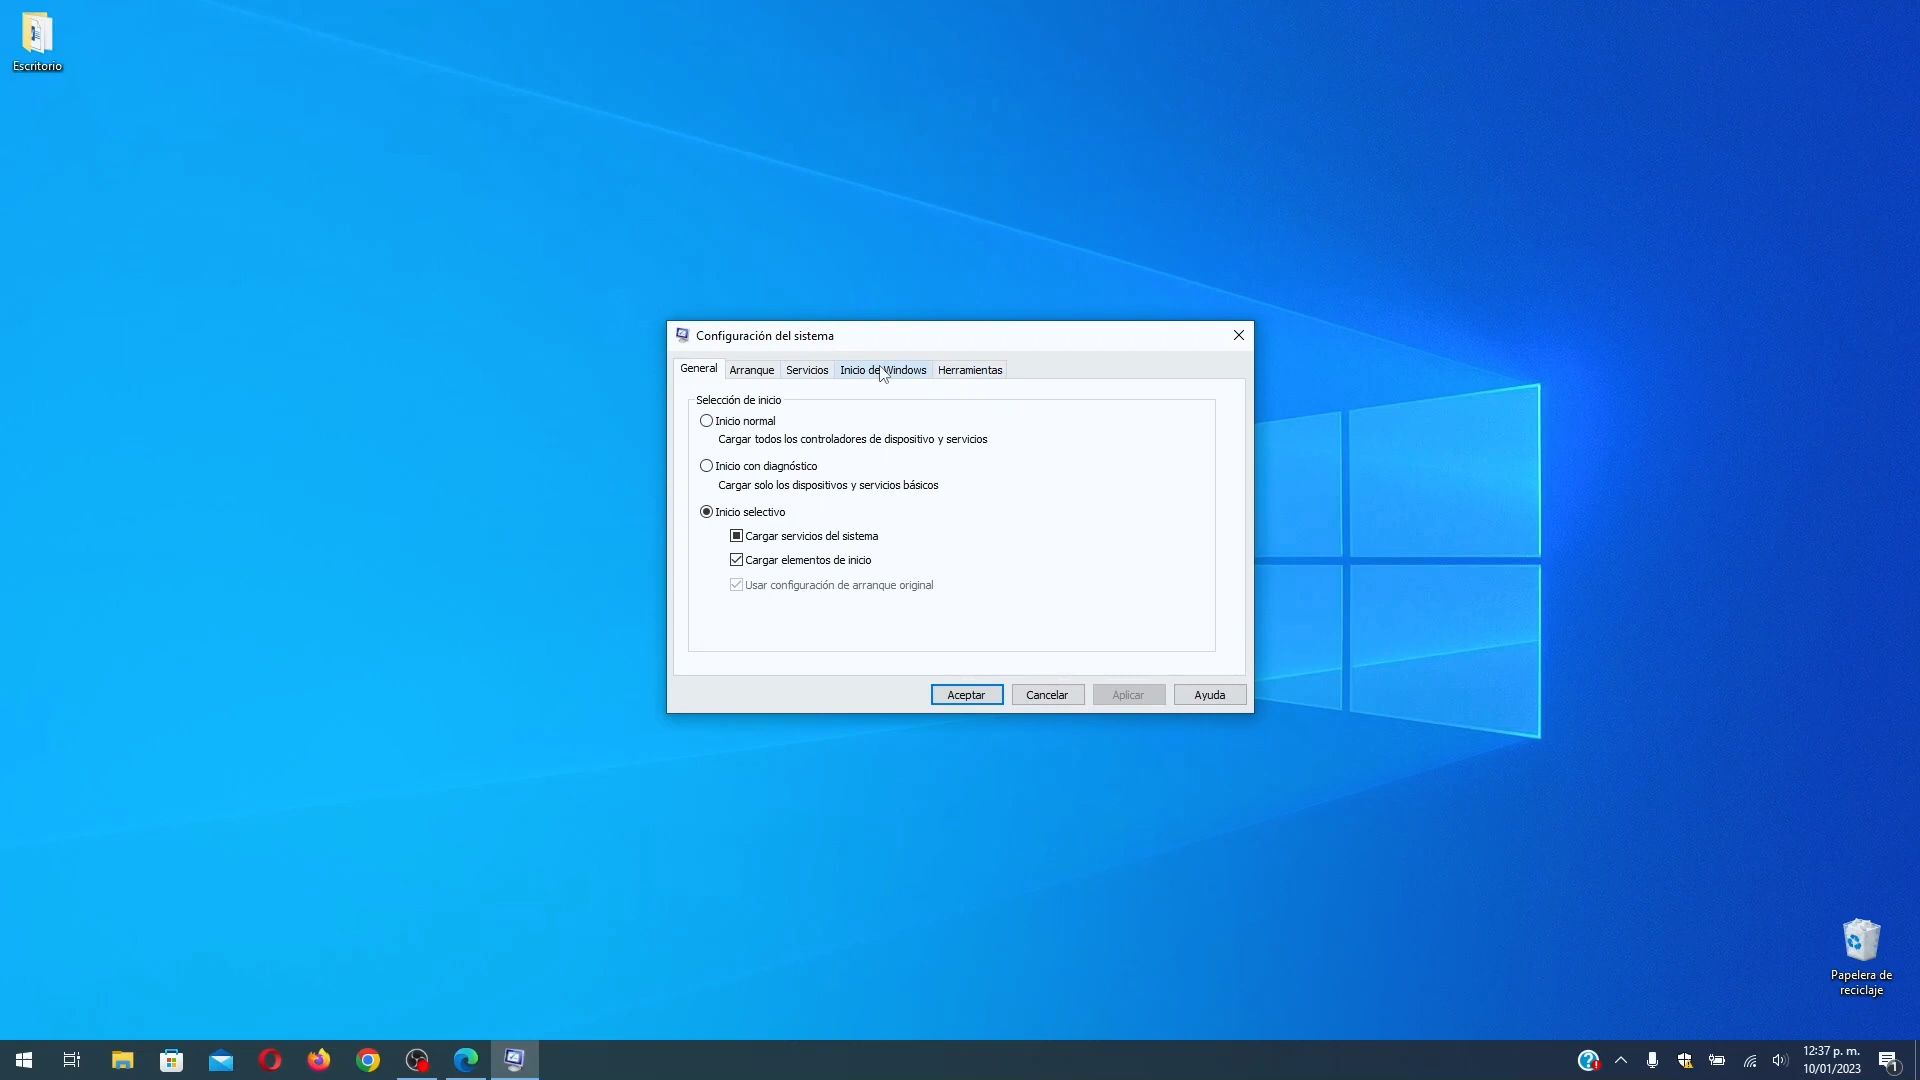 Escritorio
Configuración del sistema
General
Arranque
Servicios
Inicio de Windows
Herramientas
Selección de inicio
Inicio normal
Cargar todos los controladores de dispositivo y servicios
Inicio con diagnóstico
Cargar solo los dispositivos y servicios básicos
Inicio selectivo
Cargar servicios del sistema
Cargar elementos de inicio
Usar configuración de arranque original
Aceptar
Cancelar
Aplicar
Ayuda
Papelera de
reciclaje
12:37 p. m.
10/01/2023
1